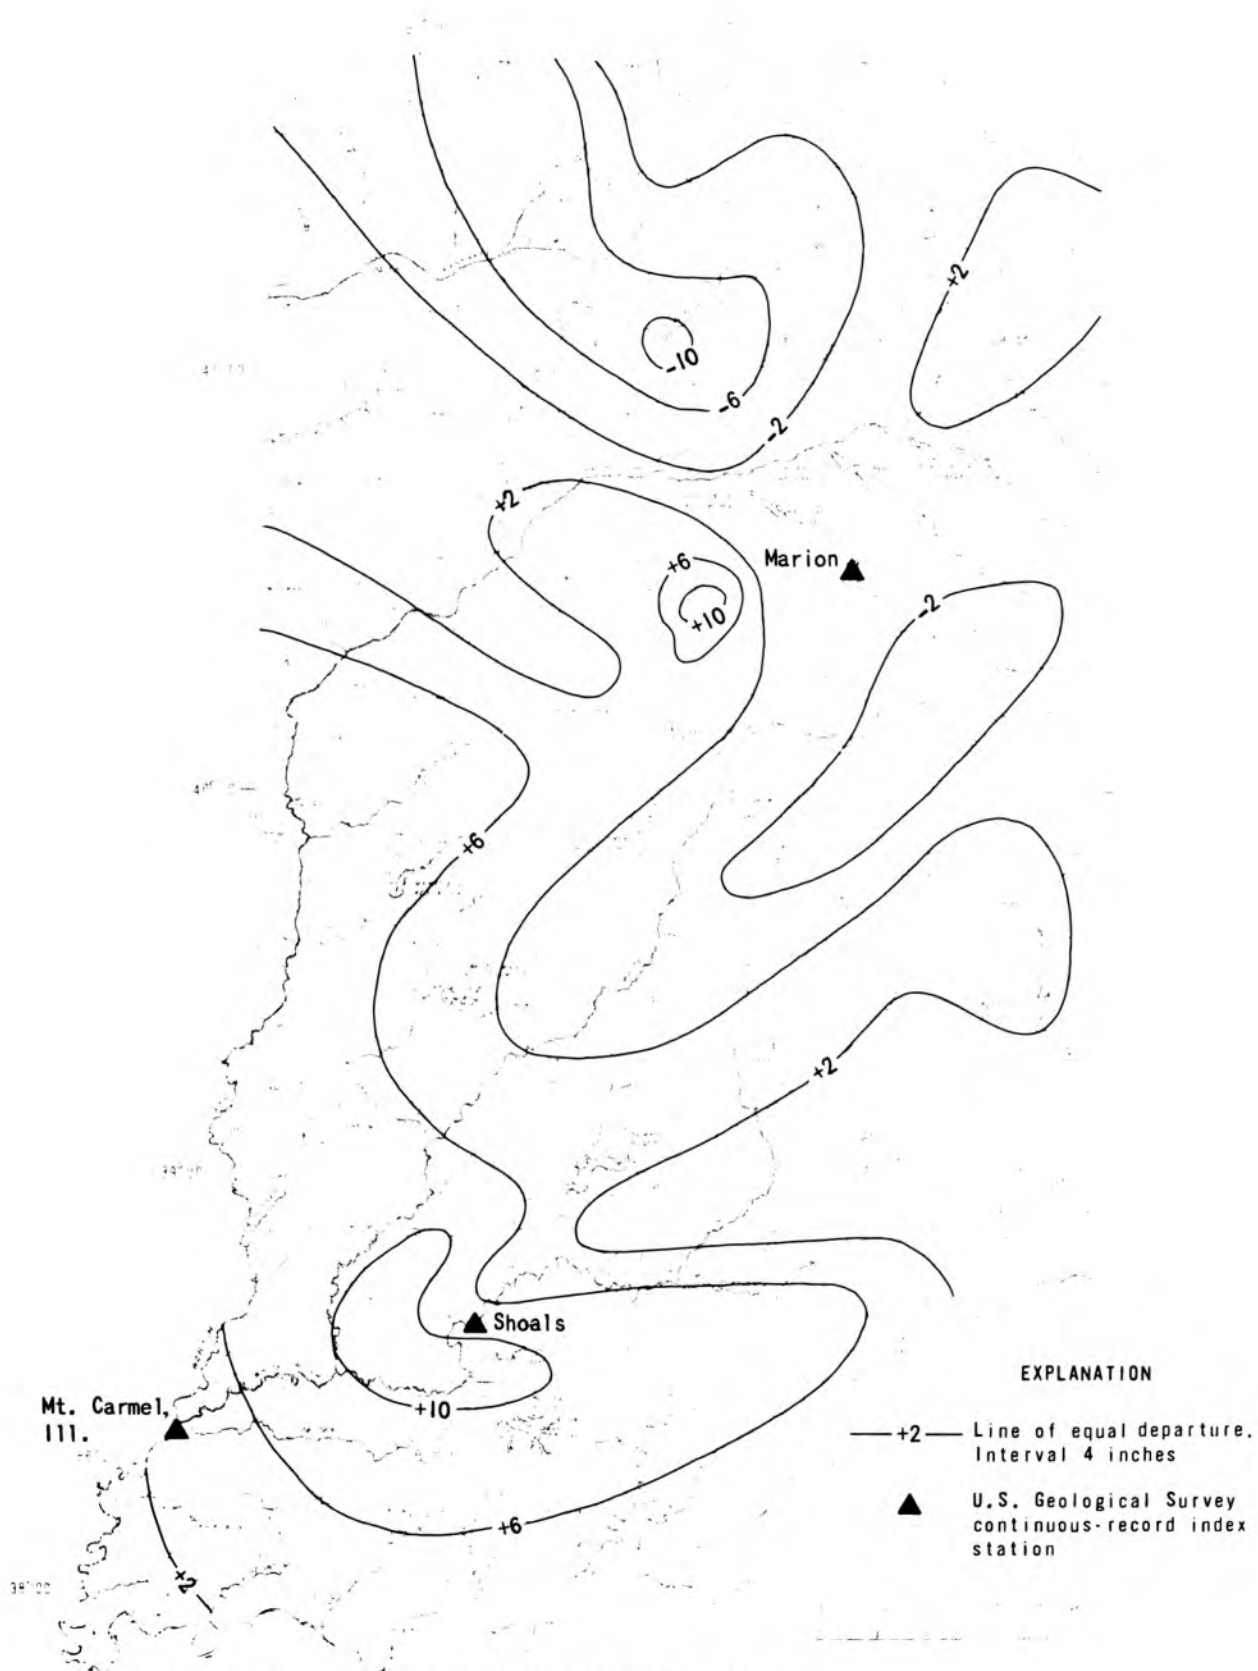 +2
-10
-6
-2
+2
Marion
+6
-2
+10
+6
+2
Shoals
EXPLANATION
Mt. Carmel,
Ill.
+10
+2 Line of equal departure.
Interval 4 inches
U.S. Geological Survey
continuous-record index
station
+6
+2